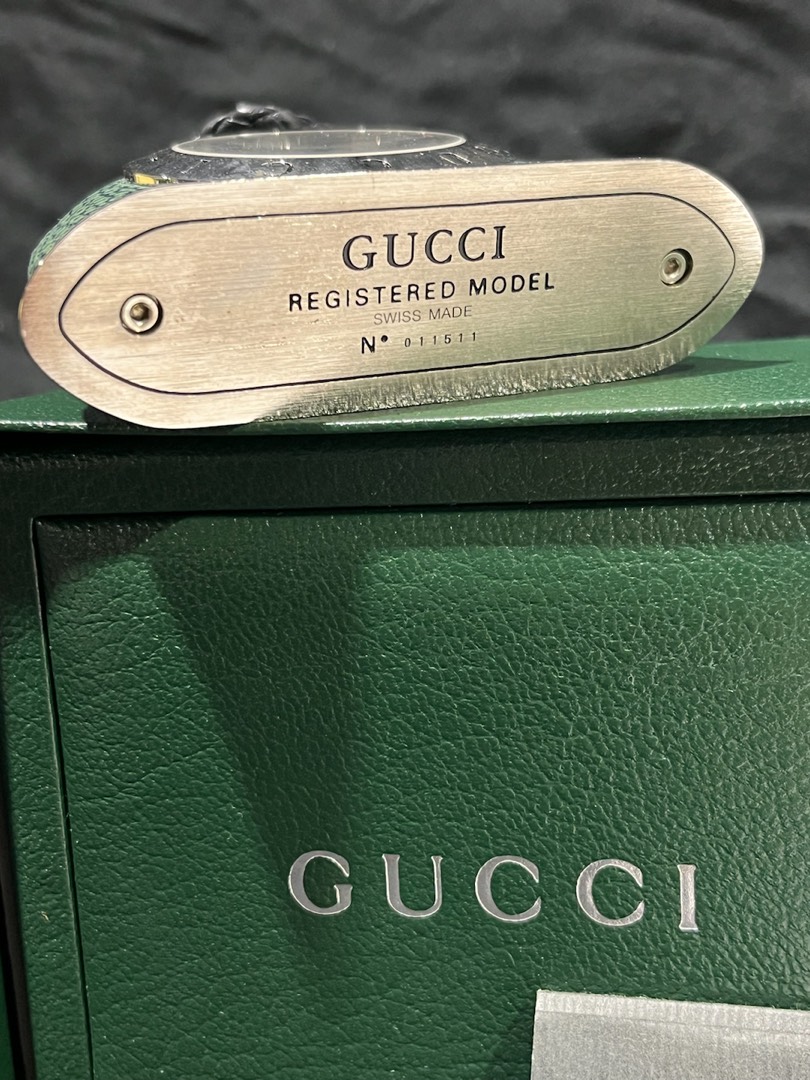 GUCCI
REGISTERED MODEL
SWISS MADE
N° 011511
GUCCI